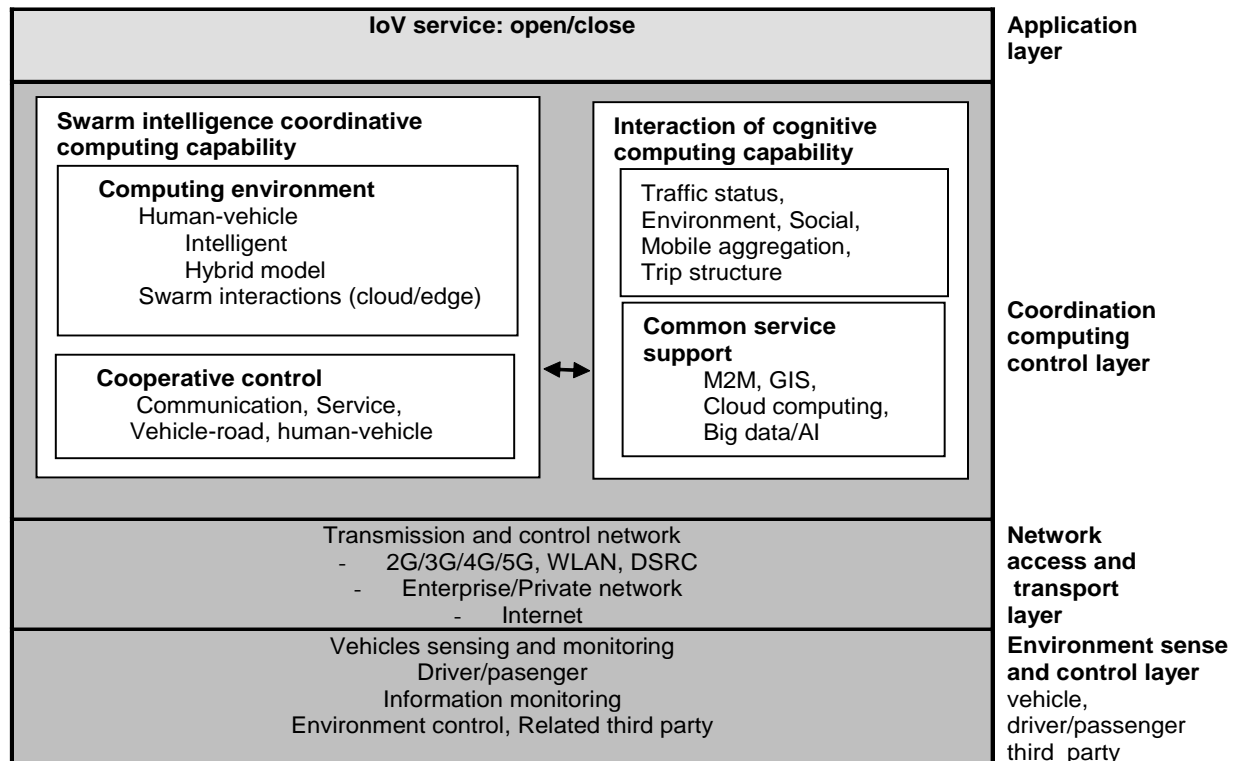 IoV service: open/close
Application
layer
Swarm intelligence coordinative
computing capability
Computing environment
Human-vehicle
Intelligent
Hybrid model
Swarm interactions (cloud/edge)
Cooperative control
Communication, Service,
Vehicle-road, human-vehicle
Interaction of cognitive
computing capability
Traffic status,
Environment, Social,
Mobile aggregation,
Trip structure
Common service
support
M2M, GIS,
Cloud computing,
Big data/AI
Coordination
computing
control layer
Transmission and control network
- 2G/3G/4G/5G, WLAN, DSRC
- Enterprise/Private network
- Internet
Network
access and
transport
layer
Vehicles sensing and monitoring
Driver/pasenger
Information monitoring
Environment control, Related third party
Environment sense
and control layer
vehicle,
driver/passenger
third party